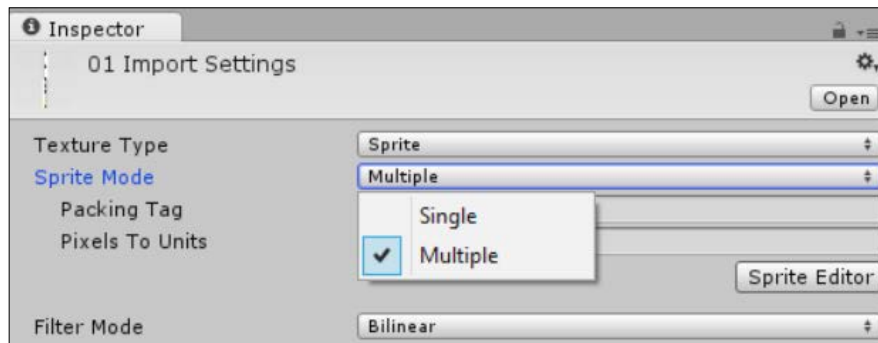 Inspector
01 Import Settings
Open
Texture Type Sprite
Sprite Mode Multiple
Packing Tag Single
Pixels To Units Multiple
Sprite Editor
Filter Mode Bilinear